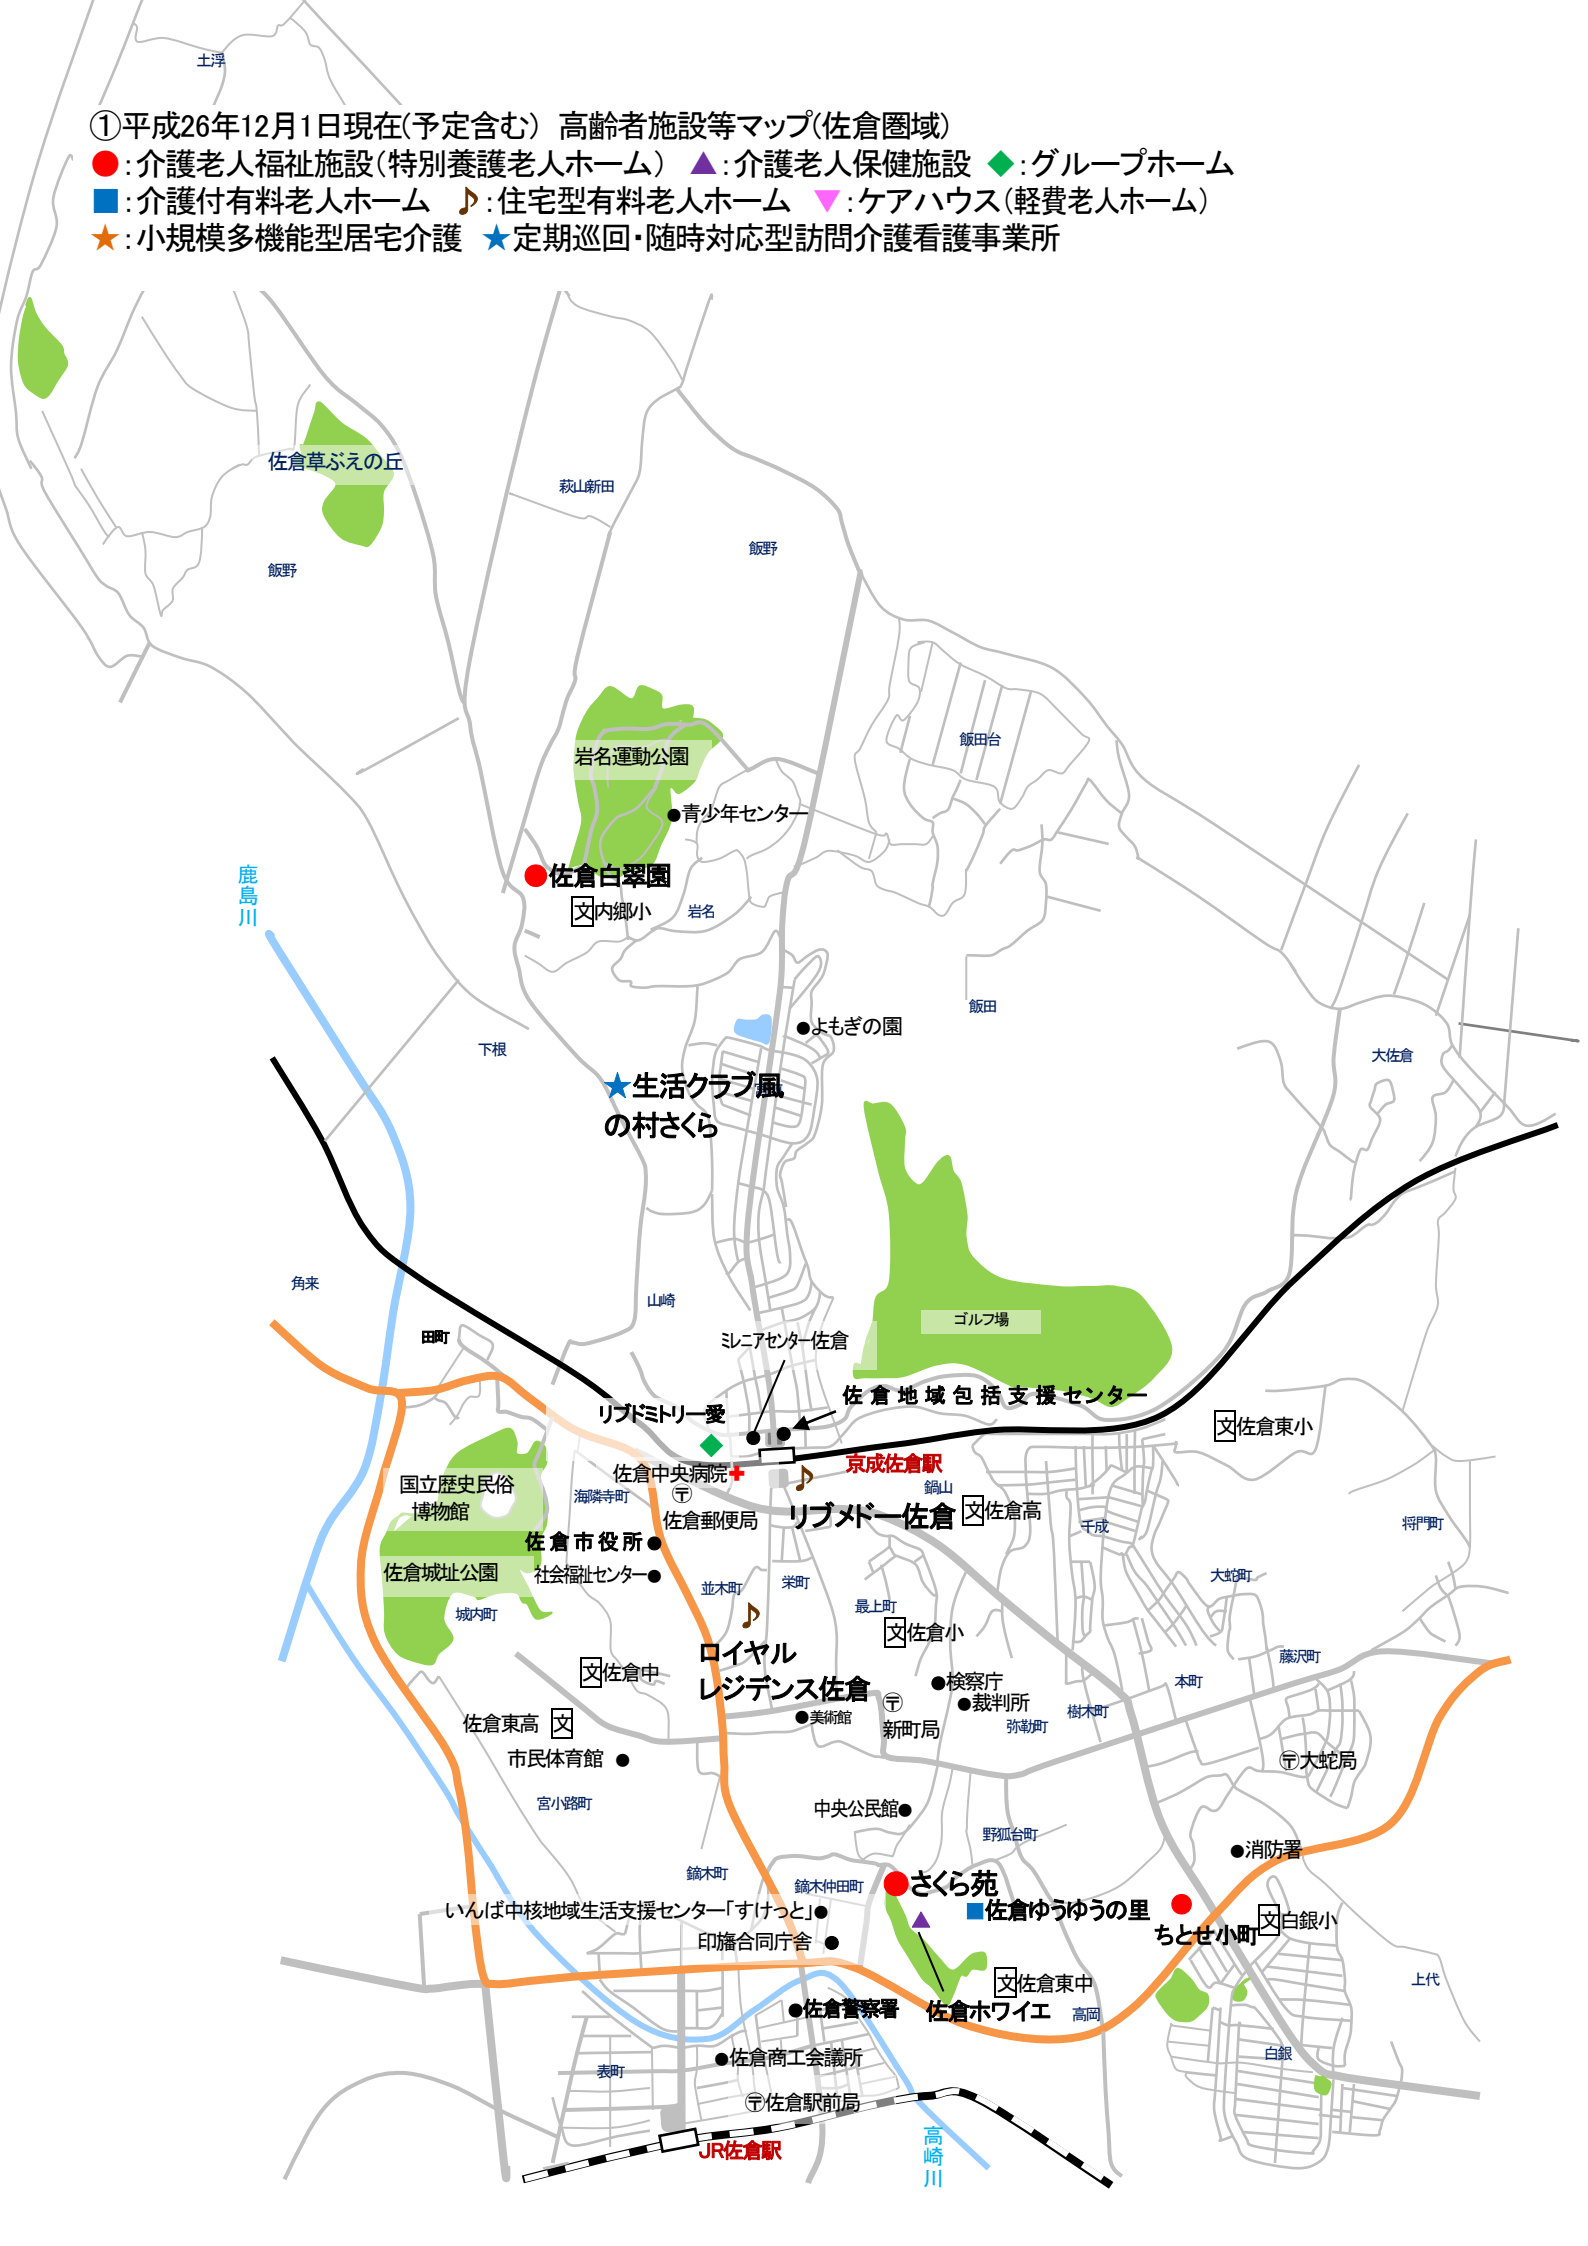 土浮
①平成26年12月1日現在(予定含む) 高齢者施設等マップ(佐倉圏域)
●:介護老人福祉施設(特別養護老人ホーム) ▲:介護老人保健施設 ◆:グループホーム
■:介護付有料老人ホーム ♪:住宅型有料老人ホーム ▼:ケアハウス(軽費老人ホーム)
★:小規模多機能型居宅介護 ★定期巡回・随時対応型訪問介護看護事業所
佐倉草ぶえの丘
萩山新田
飯野
飯野
飯田台
岩名運動公園
●青少年センター
●佐倉白翠園
鹿島川
文内郷小
岩名
飯田
●よもぎの園
下根
大佐倉
★生活クラブ風
の村さくら
角来
山崎
ゴルフ場
田町
ミレニアセンター佐倉
佐倉地域包括支援センター
リブドミトリー愛
文佐倉東小
京成佐倉駅
佐倉中央病院
国立歴史民俗
博物館
海隣寺町
〒
佐倉郵便局
鍋山
リブメドー佐倉
文佐倉高
千成
将門町
佐倉市役所●
佐倉城址公園
社会福祉センター●
並木町
栄町
大蛇町
城内町
最上町
文佐倉小
ロイヤル
レジデンス佐倉
文佐倉中
藤沢町
●検察庁
本町
●裁判所
〒
新町局
●美術館
樹木町
弥勒町
佐倉東高 文
市民体育館 ●
〒大蛇局
宮小路町
中央公民館●
野狐台町
●消防署
鏑木町
鏑木仲田町
●さくら苑
いんば中核地域生活支援センター「すけっと」●
■佐倉ゆうゆうの里
ちとせ小町
文白銀小
印旛合同庁舎 ●
文佐倉東中
上代
●佐倉警察署
佐倉ホワイエ
高岡
白銀
●佐倉商工会議所
表町
〒佐倉駅前局
JR佐倉駅
高崎川